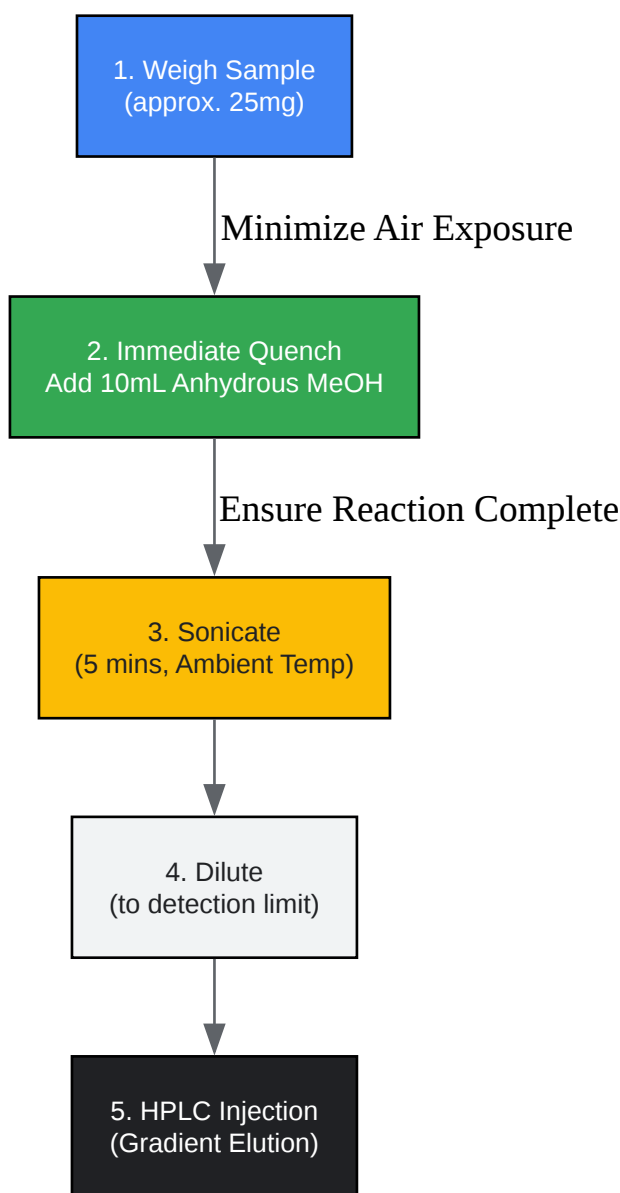 1. Weigh Sample
(approx. 25mg)
Minimize Air Exposure
2. Immediate Quench
Add 10mL Anhydrous MeOH
Ensure Reaction Complete
3. Sonicate
(5 mins, Ambient Temp)
4. Dilute
(to detection limit)
5. HPLC Injection
(Gradient Elution)